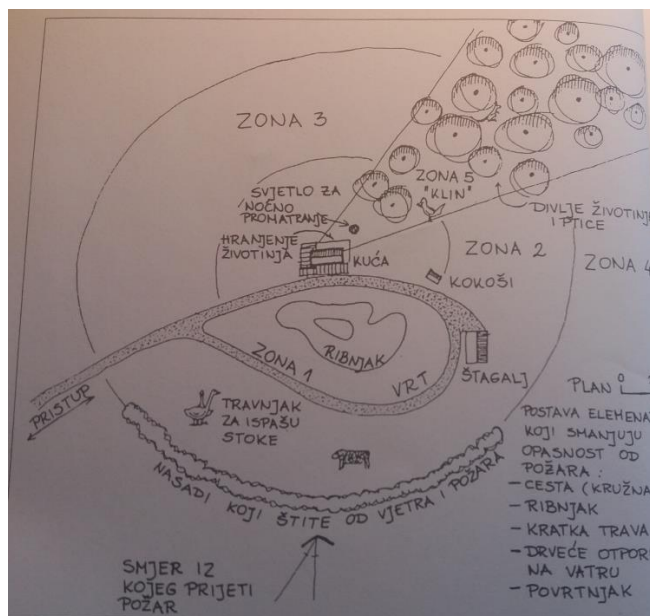 ZONA 3
ZONA 5
"KLIN"
SVJETLO ZA
NOĆNO
PROMATRANJE
HRANJENJE
ŽIVOTINJA
KUĆA
DIVLJE ŽIVOTINJE
I PTICE
ZONA 2
ZONA 4
KOKOŠI
RIBNJAK
ZONA 1
VRT
ŠTAGALJ
PRISTUP
TRAVNJAK
ZA ISPAŠU
STOKE
NASADI KOJI ŠTITE OD VJETRA I POŽARA
SMJER IZ
KOJEG PRIJETI
POŽAR
PLAN 0
POSTAVA ELEMENA
KOJI SMANJUJU
OPASNOST OD
POŽARA:
- CESTA (KRUŽNA
- RIBNJAK
- KRATKA TRAVA
- DRVEĆE OTPOR
NA VATRU
- POVRTNJAK